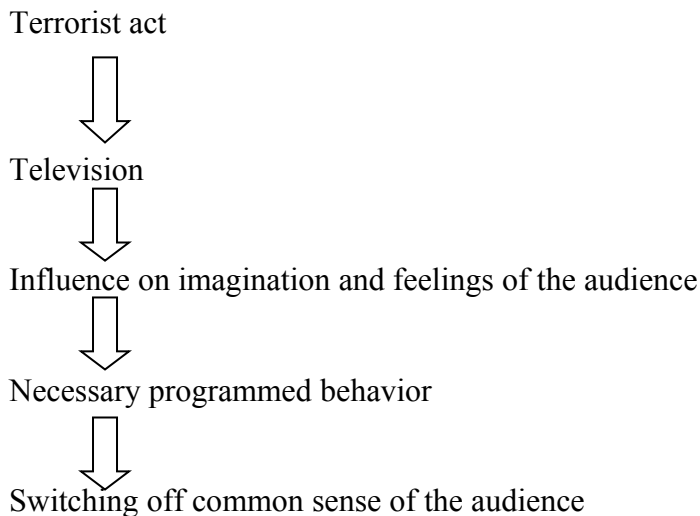 Terrorist act
Television
Influence on imagination and feelings of the audience
Necessary programmed behavior
Switching off common sense of the audience